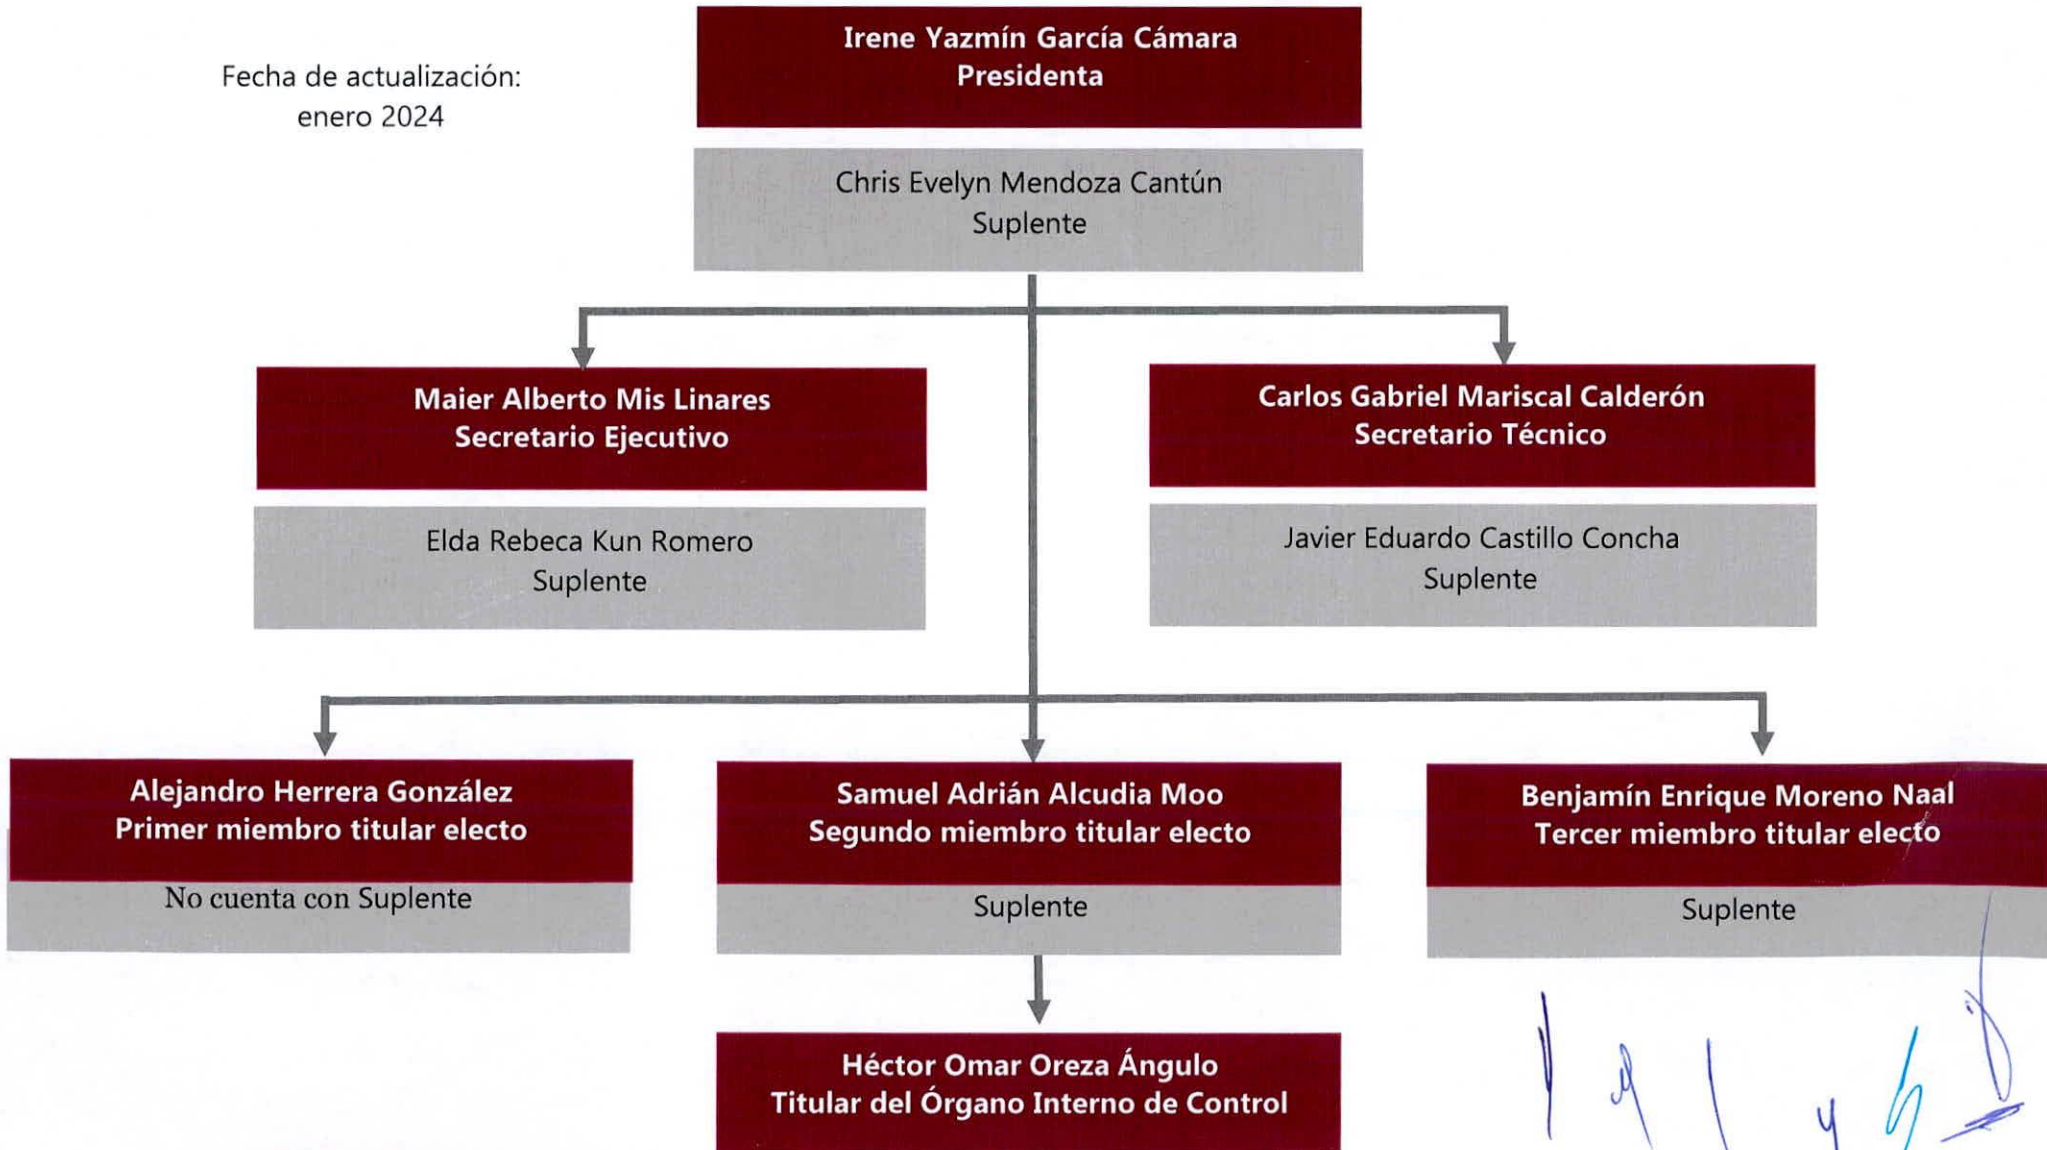 Fecha de actualización:
enero 2024
Irene Yazmín García Cámara
Presidenta
Chris Evelyn Mendoza Cantún
Suplente
Maier Alberto Mis Linares
Secretario Ejecutivo
Elda Rebeca Kun Romero
Suplente
Carlos Gabriel Mariscal Calderón
Secretario Técnico
Javier Eduardo Castillo Concha
Suplente
Alejandro Herrera González
Primer miembro titular electo
No cuenta con Suplente
Samuel Adrián Alcudia Moo
Segundo miembro titular electo
Suplente
Benjamín Enrique Moreno Naal
Tercer miembro titular electo
Suplente
Héctor Omar Oreza Ángulo
Titular del Órgano Interno de Control